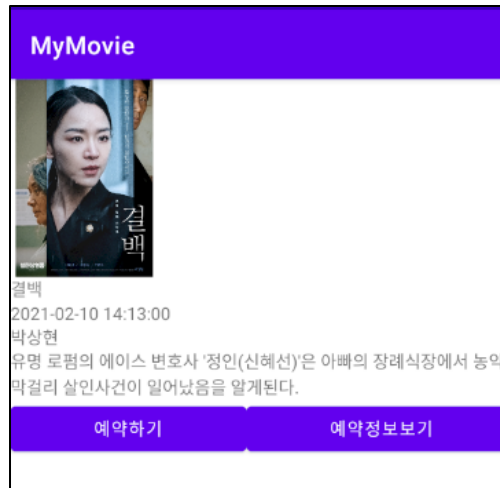 MyMovie
결백
결백
2021-02-10 14:13:00
박상현
유명 로펌의 에이스 변호사 '정인(신혜선)'은 아빠의 장례식장에서 농약
막걸리 살인사건이 일어났음을 알게된다.
예약하기 예약정보보기